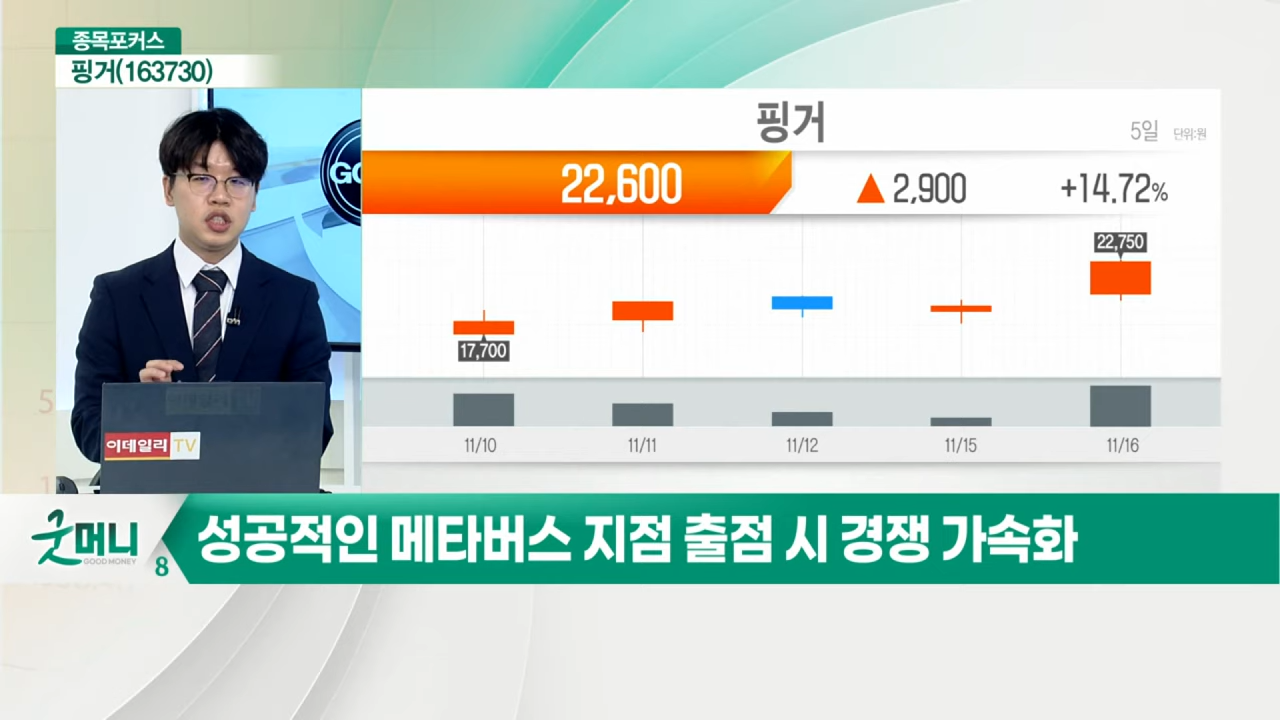 종목포커스
핑거(163730)
핑거
5일 단위:원
22,600 ▲ 2,900 +14.72%
22,750
17,700
11/10 11/11 11/12 11/15 11/16
GO
이데일리 TV
굿머니
GOOD MONEY
8
성공적인 메타버스 지점 출점 시 경쟁 가속화